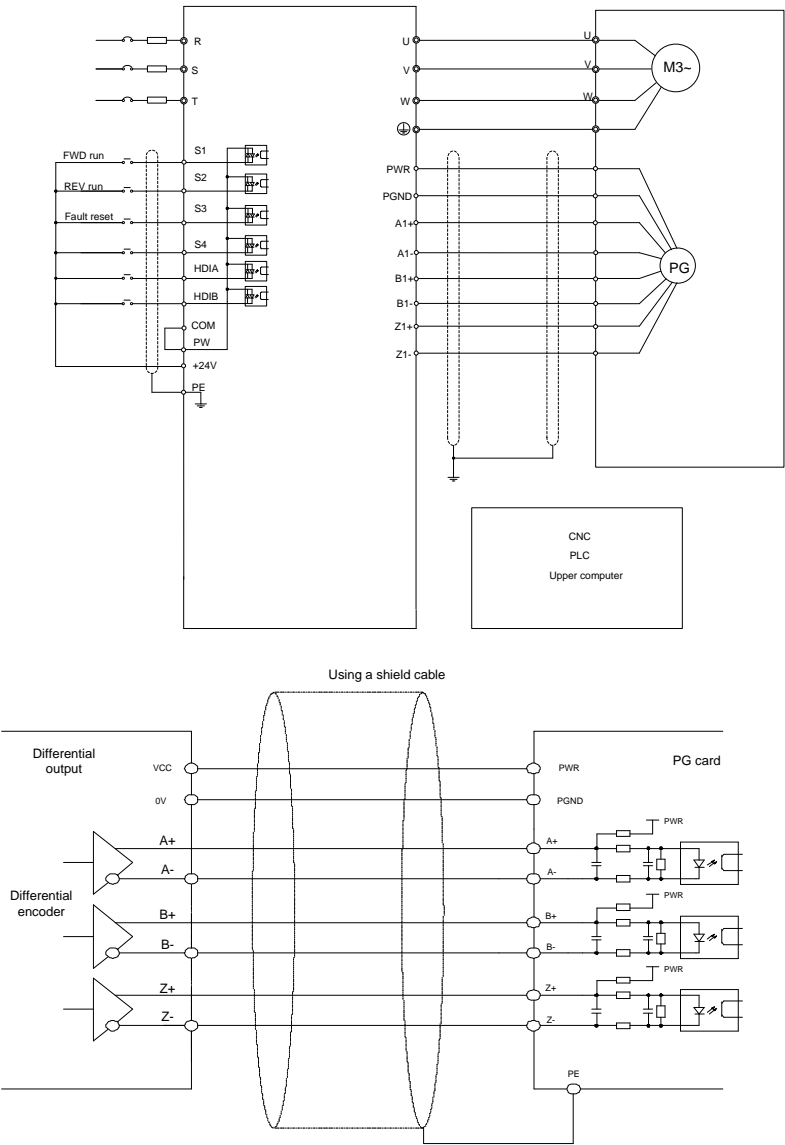 R
S
T
U
V
W
U
V
W
M3~
FWD run
REV run
Fault reset
S1
S2
S3
S4
HDIA
HDIB
COM
PW
+24V
PE
PWR
PGND
A1+
A1-
B1+
B1-
Z1+
Z1-
PG
CNC
PLC
Upper computer
Using a shield cable
Differential
output
VCC
0V
A+
A-
Differential
encoder
B+
B-
Z+
Z-
PG card
PWR
PGND
PWR
A+
A-
PWR
B+
B-
PWR
Z+
Z-
PE